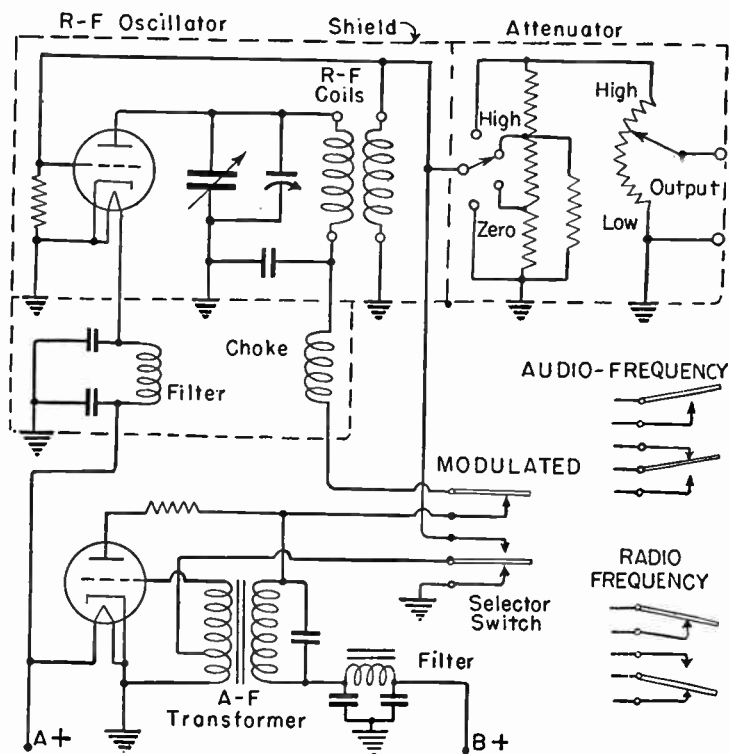 R-F Oscillator
Shield
Attenuator
R-F
Coils
High
High
Output
Zero
Low
Choke
Filter
AUDIO-FREQUENCY
MODULATED
RADIO
FREQUENCY
Selector
Switch
Filter
A-F
Transformer
A+
B+